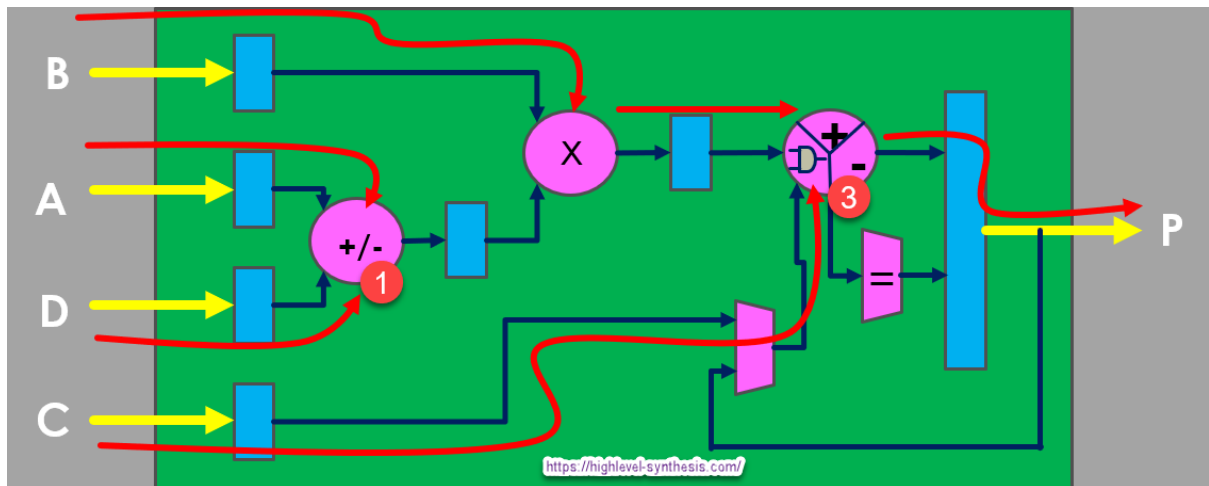 B
A
D
C
+/-
1
X
+
-
3
=
P
https://highlevel-synthesis.com/